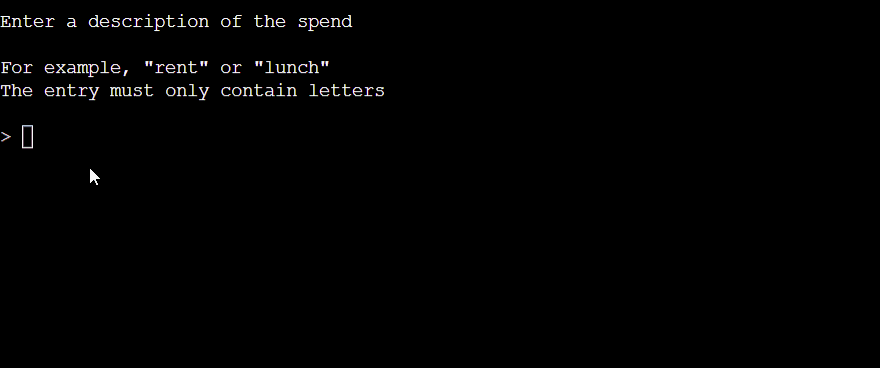 Enter a description of the spend
For example, "rent" or "lunch"
The entry must only contain letters
>